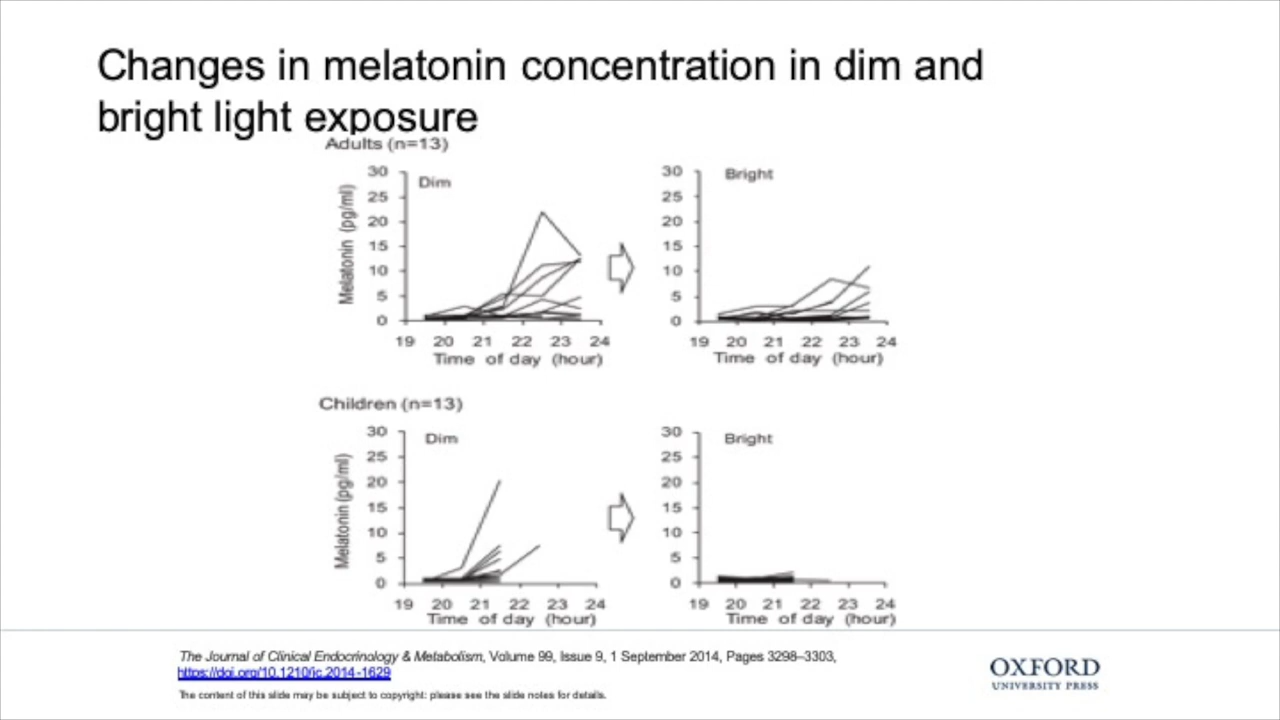 Changes in melatonin concentration in dim and
bright light exposure
Adults (n=13)
Melatonin (pg/ml)
30
25
20
15
10
5
0
Dim
19 20 21 22 23 24
Time of day (hour)
30
25
20
15
10
5
0
Bright
19 20 21 22 23 24
Time of day (hour)
Children (n=13)
Melatonin (pg/ml)
30
25
20
15
10
5
0
Dim
19 20 21 22 23 24
Time of day (hour)
30
25
20
15
10
5
0
Bright
19 20 21 22 23 24
Time of day (hour)
The Journal of Clinical Endocrinology & Metabolism, Volume 99, Issue 9, 1 September 2014, Pages 3298–3303,
https://doi.org/10.1210/jc.2014-1629
The content of this slide may be subject to copyright: please see the slide notes for details.
OXFORD
UNIVERSITY PRESS